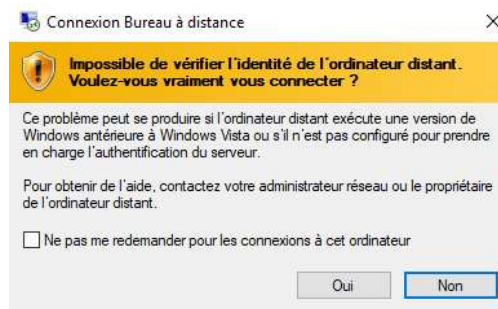 Connexion Bureau à distance
Impossible de vérifier l'identité de l'ordinateur distant.
Voulez-vous vraiment vous connecter ?
Ce problème peut se produire si l'ordinateur distant exécute une version de
Windows antérieure à Windows Vista ou s'il n'est pas configuré pour prendre
en charge l'authentification du serveur.
Pour obtenir de l'aide, contactez votre administrateur réseau ou le propriétaire
de l'ordinateur distant.
Ne pas me redemander pour les connexions à cet ordinateur
Oui Non